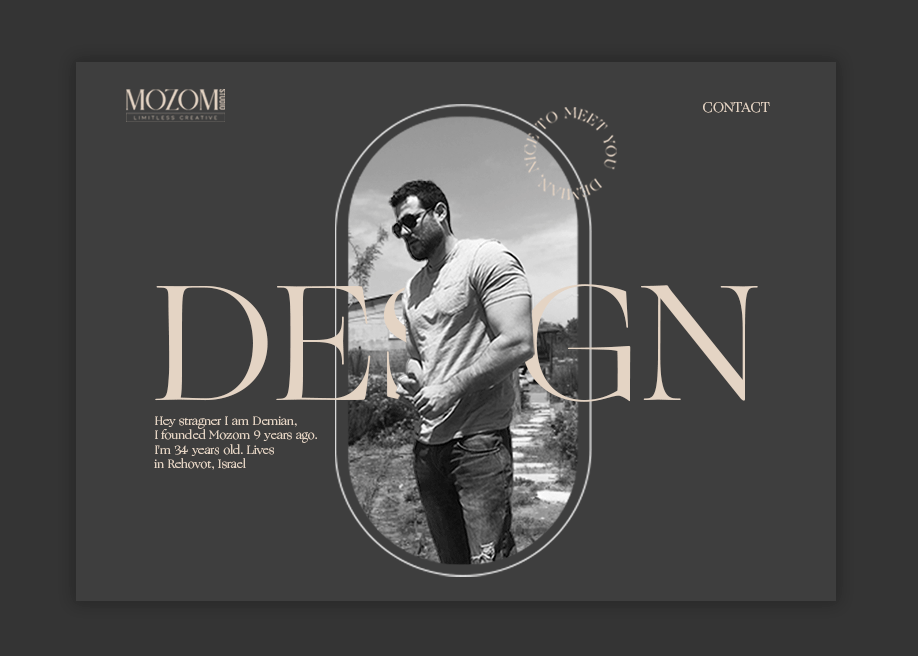 MOZOM
STUDIO
LIMITLESS CREATIVE
CONTACT
DEMIAN, NICE TO MEET YOU
DESIGN
Hey stragner I am Demian,
I founded Mozom 9 years ago.
I'm 34 years old. Lives
in Rehovot, Israel